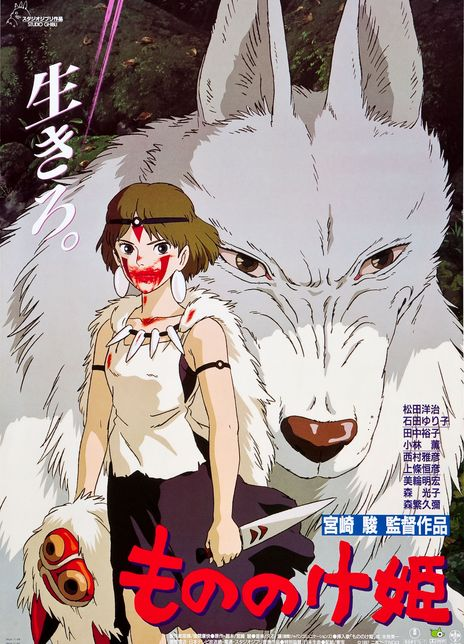 スタジオジブリ作品
STUDIO GHIBLI
生きろ。
松田洋治
石田ゆり子
田中裕子
小林 薫
西村雅彦
上條恒彦
美輪明宏
森 光子
森繁久彌
宮崎 駿 監督作品
もののけ姫